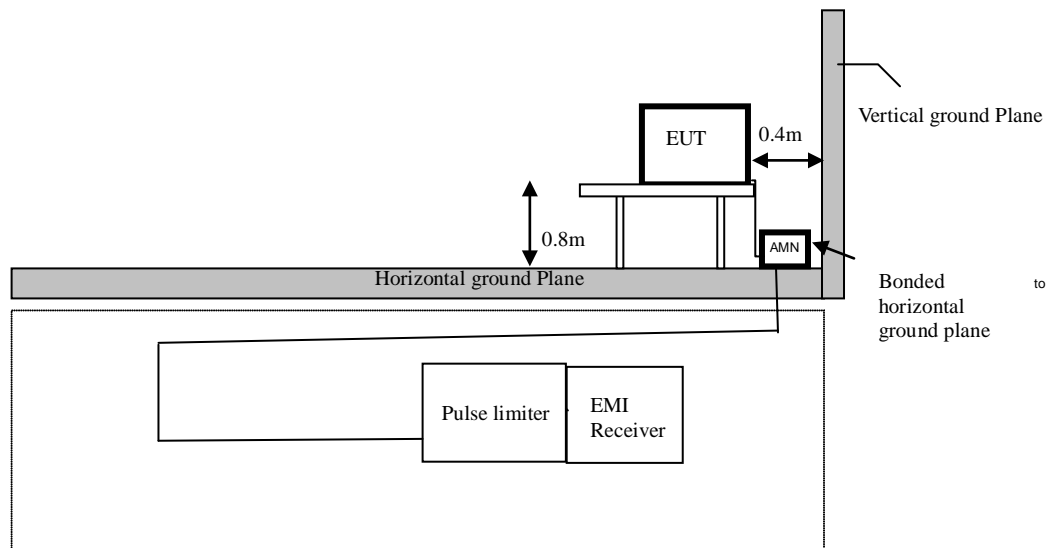 EUT
0.4m
Vertical ground Plane
0.8m
AMN
Horizontal ground Plane
Bonded to
horizontal
ground plane
Pulse limiter
EMI
Receiver